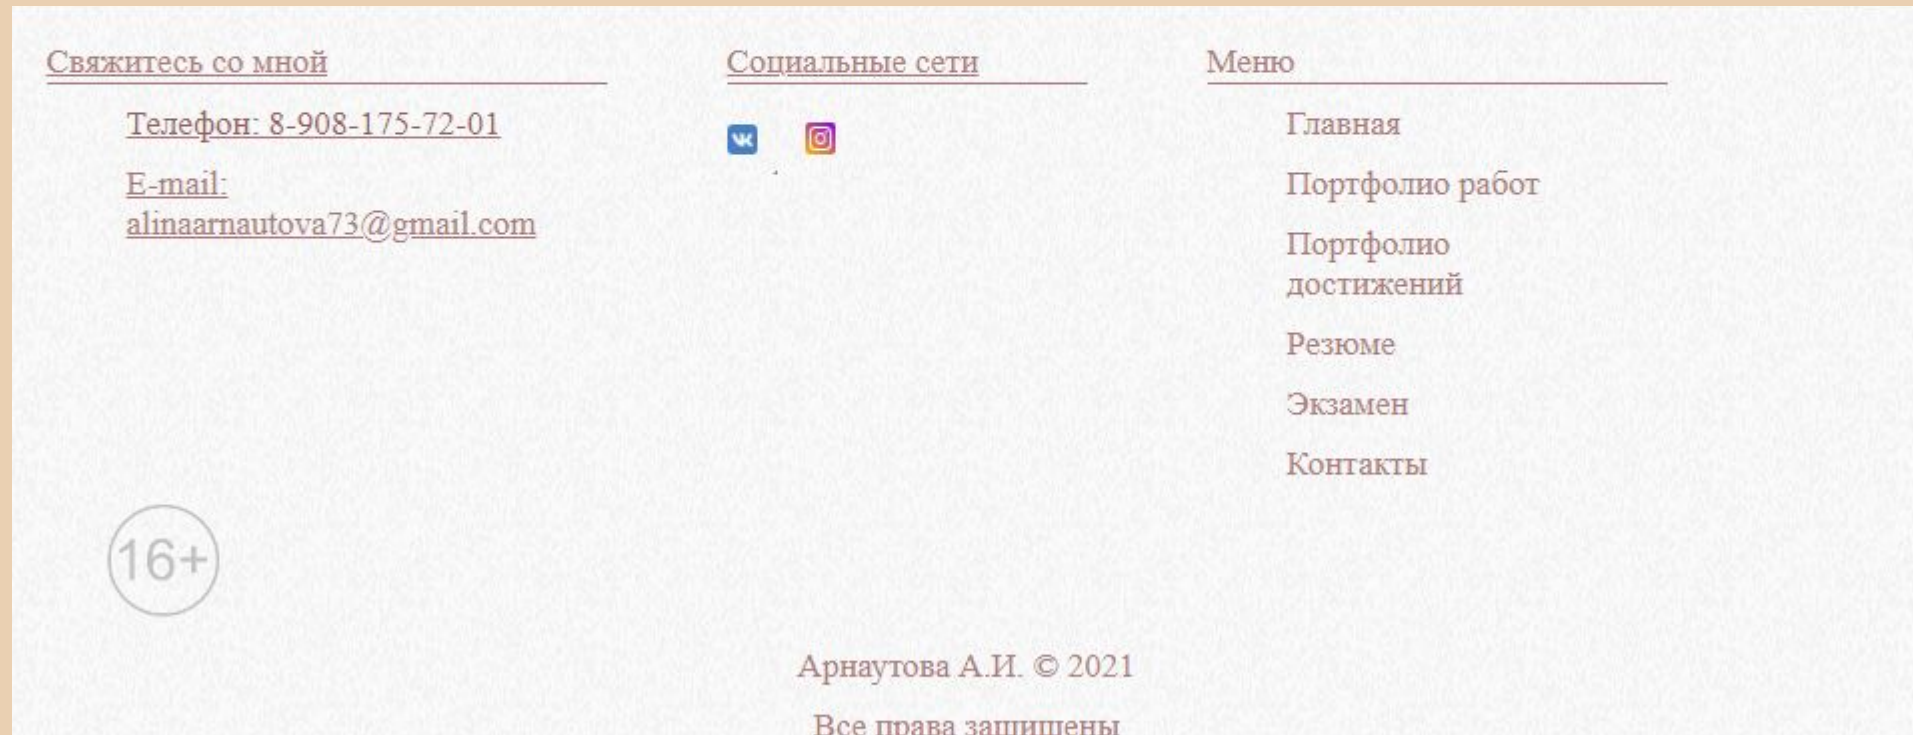 Свяжитесь со мной
Телефон: 8-908-175-72-01
E-mail:
alinaarnautova73@gmail.com
Социальные сети
Меню
Главная
Портфолио работ
Портфолио
достижений
Резюме
Экзамен
Контакты
16+
Арнаутова А.И. © 2021
Все права защищены